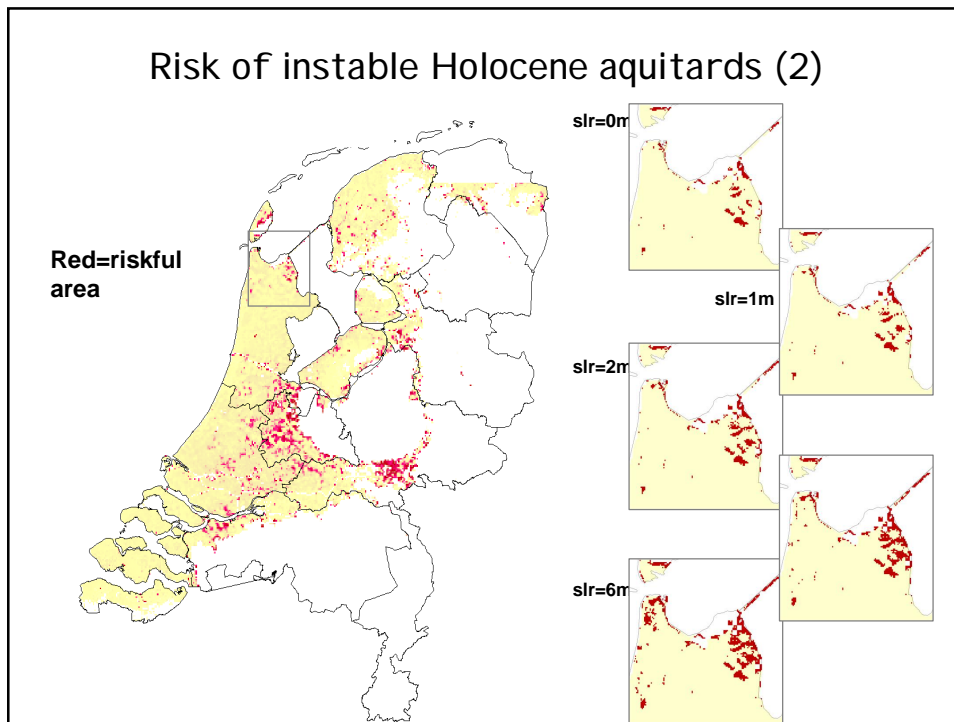 Risk of instable Holocene aquitards (2)
slr=0m
Red=riskful
area
slr=1m
slr=2m
slr=6m